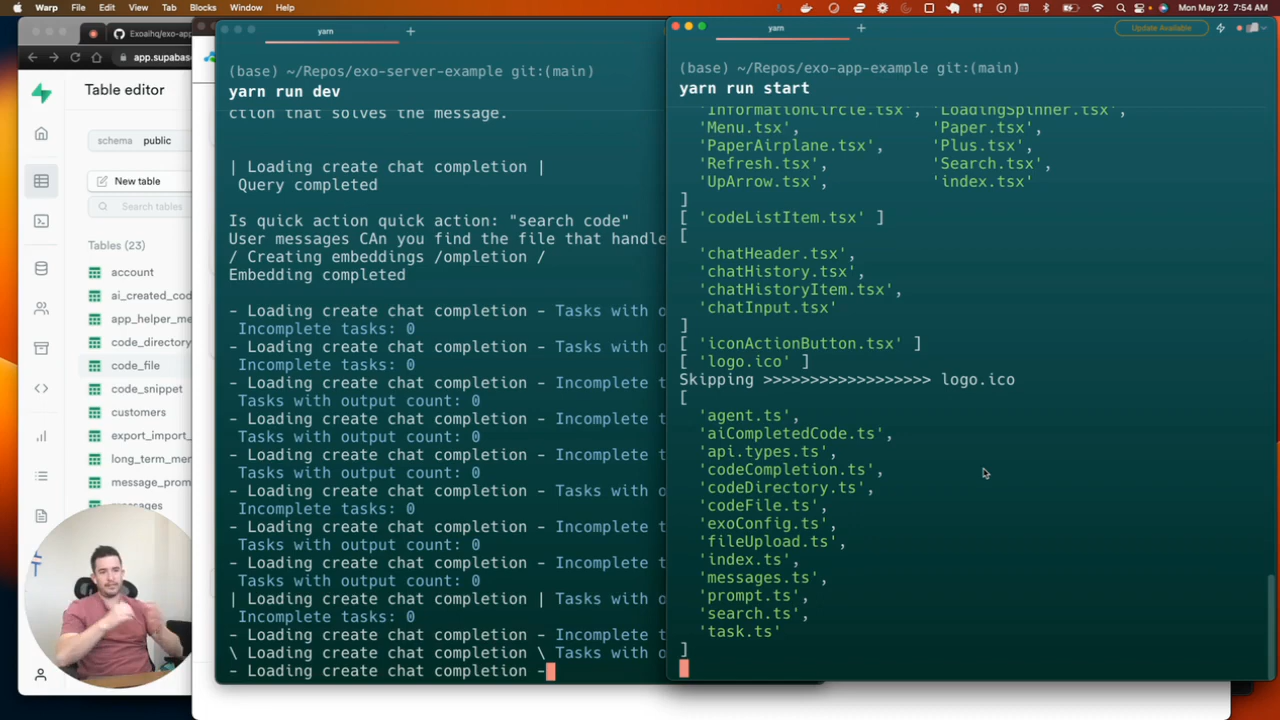 Warp File Edit View Tab Blocks Window Help
Mon May 22 7:54 AM
Exoaihq/exo-app
app.supabase
Table editor
schema public
New table
Search tables
Tables (23)
account
ai_created_cod
app_helper_me
code_directory
code_file
code_snippet
customers
export_import_
long_term_mer
message_prom
messages
yarn
(base) ~/Repos/exo-server-example git:(main)
yarn run dev
ction that solves the message.
| Loading create chat completion |
Query completed
Is quick action quick action: "search code"
User messages CAn you find the file that handle
/ Creating embeddings /ompletion /
Embedding completed
- Loading create chat completion - Tasks with o
Incomplete tasks: 0
- Loading create chat completion - Tasks with o
Incomplete tasks: 0
- Loading create chat completion - Incomplete t
Tasks with output count: 0
- Loading create chat completion - Incomplete t
Tasks with output count: 0
- Loading create chat completion - Incomplete t
Tasks with output count: 0
- Loading create chat completion - Tasks with o
Incomplete tasks: 0
- Loading create chat completion - Incomplete t
Tasks with output count: 0
- Loading create chat completion - Incomplete t
Tasks with output count: 0
| Loading create chat completion | Tasks with o
Incomplete tasks: 0
- Loading create chat completion - Incomplete t
\ Loading create chat completion \ Tasks with o
- Loading create chat completion -
yarn
Update Available
(base) ~/Repos/exo-app-example git:(main)
yarn run start
'InformationCircle.tsx', 'LoadingSpinner.tsx',
'Menu.tsx', 'Paper.tsx',
'PaperAirplane.tsx', 'Plus.tsx',
'Refresh.tsx', 'Search.tsx',
'UpArrow.tsx', 'index.tsx'
]
[ 'codeListItem.tsx' ]
[
'chatHeader.tsx',
'chatHistory.tsx',
'chatHistoryItem.tsx',
'chatInput.tsx'
]
[ 'iconActionButton.tsx' ]
[ 'logo.ico' ]
Skipping >>>>>>>>>>>>>>>>>> logo.ico
[
'agent.ts',
'aiCompletedCode.ts',
'api.types.ts',
'codeCompletion.ts',
'codeDirectory.ts',
'codeFile.ts',
'exoConfig.ts',
'fileUpload.ts',
'index.ts',
'messages.ts',
'prompt.ts',
'search.ts',
'task.ts'
]